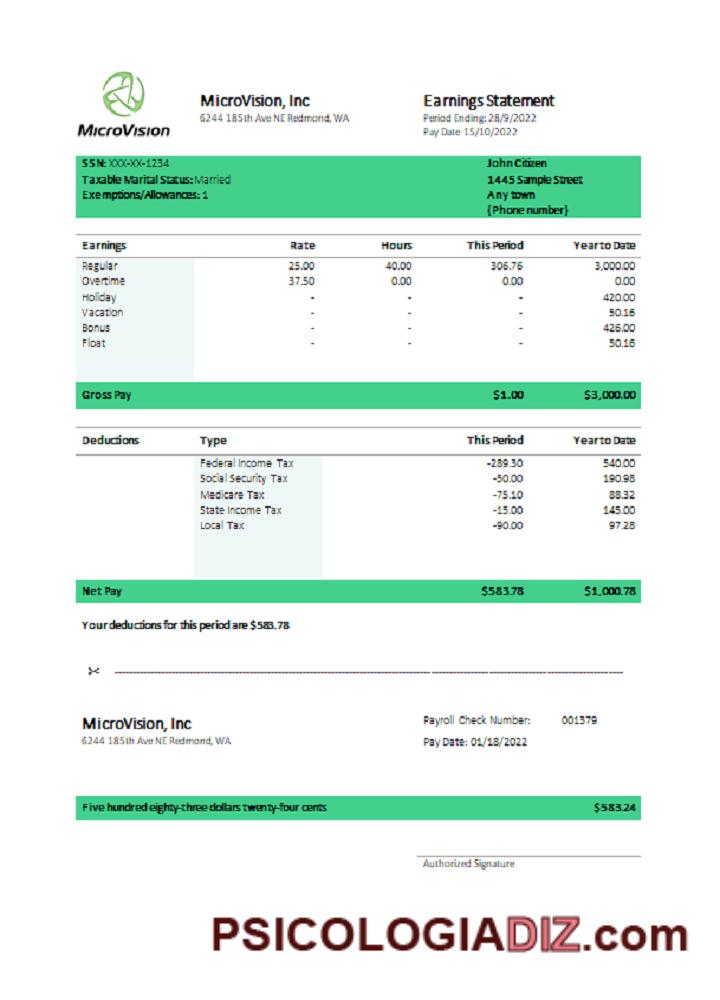 MicroVision
MicroVision, Inc
6244 185th Ave NE Redmond, WA
Earnings Statement
Period Ending: 28/9/2022
Pay Date 15/10/2022
SSN: XXX-XX-1234
Taxable Marital Status: Married
Exemptions/Allowances: 1
John Citizen
1445 Sample Street
Any town
{Phone number}
Earnings Rate Hours This Period Year to Date
Regular 25.00 40.00 306.76 3,000.00
Overtime 37.50 0.00 0.00 0.00
Holiday - - - 420.00
Vacation - - - 50.16
Bonus - - - 426.00
Float - - - 50.16
Gross Pay $1.00 $3,000.00
Deductions Type This Period Year to Date
Federal Income Tax -289.30 540.00
Social Security Tax -50.00 190.98
Medicare Tax -75.10 88.32
State Income Tax -15.00 145.00
Local Tax -90.00 97.28
Net Pay $583.78 $1,000.78
Your deductions for this period are $583.78
MicroVision, Inc
6244 185th Ave NE Redmond, WA
Payroll Check Number: 001379
Pay Date: 01/18/2022
Five hundred eighty-three dollars twenty-four cents $583.24
Authorized Signature
PSICOLOGIADIZ.com